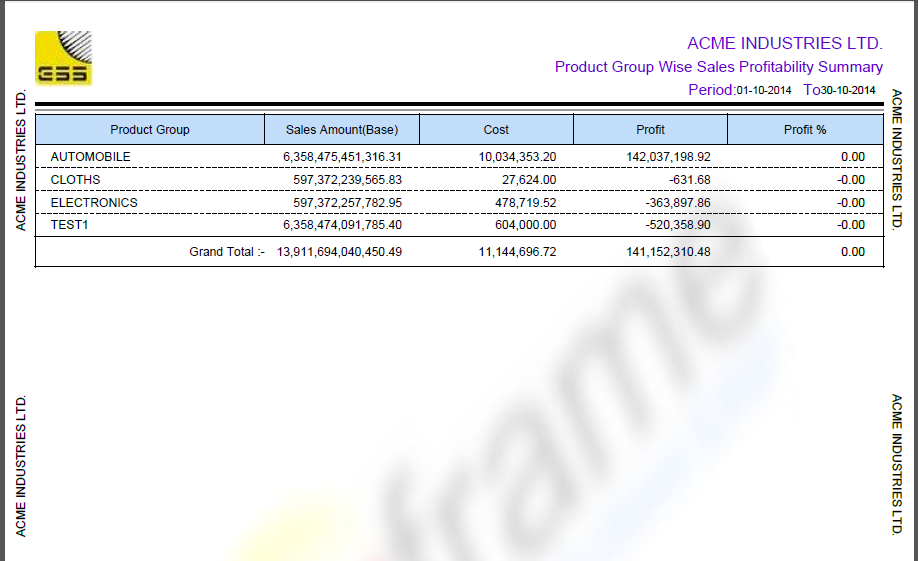 ACME INDUSTRIES LTD.
Product Group Wise Sales Profitability Summary
Period:01-10-2014 To30-10-2014
GSS
Product Group Sales Amount(Base) Cost Profit Profit %
AUTOMOBILE 6,358,475,451,316.31 10,034,353.20 142,037,198.92 0.00
CLOTHS 597,372,239,565.83 27,624.00 -631.68 -0.00
ELECTRONICS 597,372,257,782.95 478,719.52 -363,897.86 -0.00
TEST1 6,358,474,091,785.40 604,000.00 -520,358.90 -0.00
Grand Total :- 13,911,694,040,450.49 11,144,696.72 141,152,310.48 0.00
ACME INDUSTRIES LTD.
ACME INDUSTRIES LTD.
ACME INDUSTRIES LTD.
ACME INDUSTRIES LTD.
frame